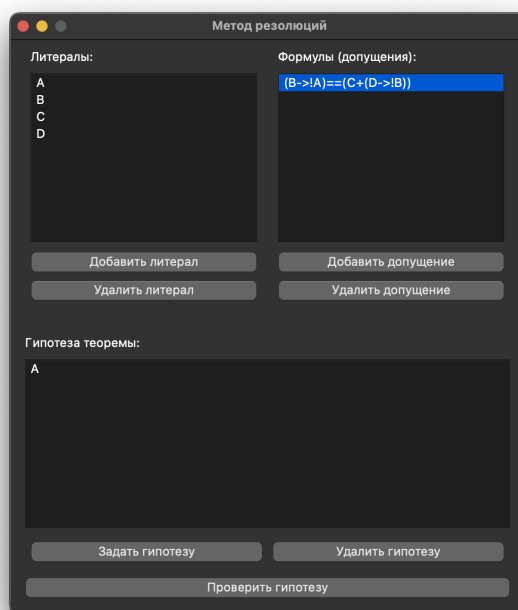 Метод резолюций
Литералы:
A
B
C
D
Добавить литерал
Удалить литерал
Формулы (допущения):
(B->!A)==(C+(D->!B))
Добавить допущение
Удалить допущение
Гипотеза теоремы:
A
Задать гипотезу
Удалить гипотезу
Проверить гипотезу